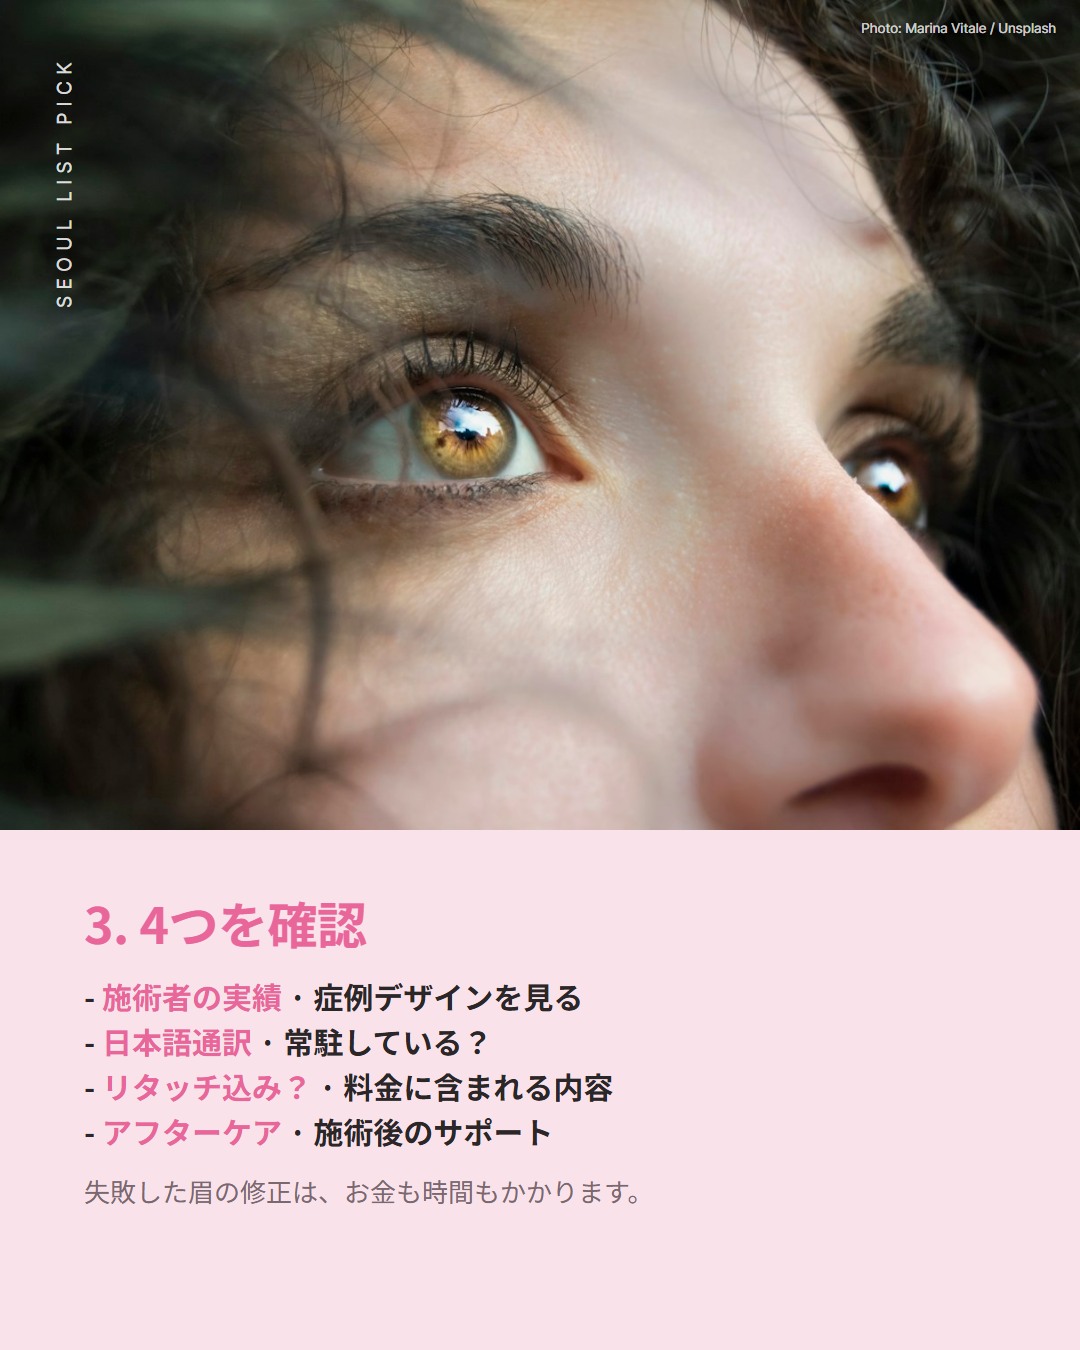 Photo: Marina Vitale / Unsplash
SEOUL LIST PICK
3. 4つを確認
- 施術者の実績・症例デザインを見る
- 日本語通訳・常駐している？
- リタッチ込み？・料金に含まれる内容
- アフターケア・施術後のサポート
失敗した眉の修正は、お金も時間もかかります。